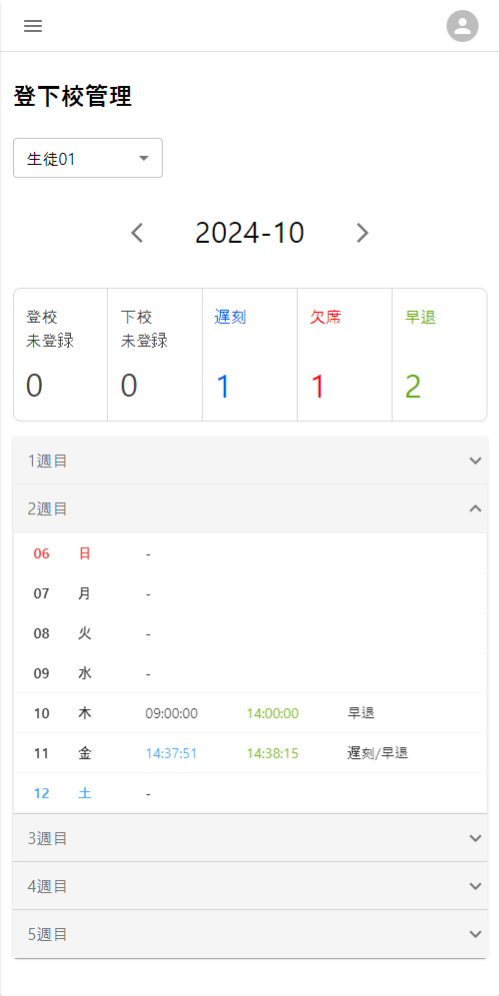 登下校管理
生徒01
2024-10
登校
未登録
0
下校
未登録
0
遅刻
1
欠席
1
早退
2
1週目
2週目
06 日 -
07 月 -
08 火 -
09 水 -
10 木 09:00:00 14:00:00 早退
11 金 14:37:51 14:38:15 遅刻/早退
12 土 -
3週目
4週目
5週目